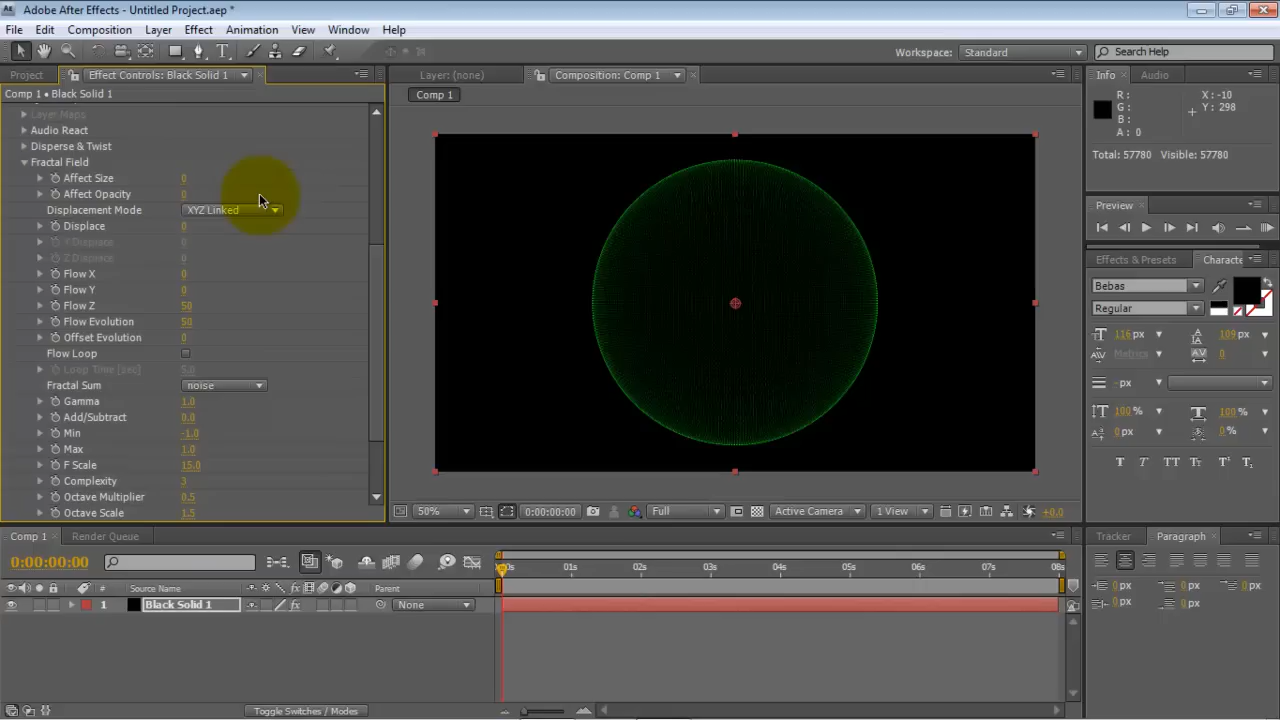 Adobe After Effects - Untitled Project.aep *
File Edit Composition Layer Effect Animation View Window Help
Workspace: Standard Search Help
Project Effect Controls: Black Solid 1 Layer: (none) Composition: Comp 1 Info Audio
Comp 1 • Black Solid 1 Comp 1
R: X: -10
G: Y: 298
B:
A: 0
Total: 57780 Visible: 57780
Layer Maps
Audio React
Disperse & Twist
Fractal Field
Affect Size 0
Affect Opacity 0
Displacement Mode XYZ Linked
Displace 0
Y Displace 0
Z Displace 0
Flow X 0
Flow Y 0
Flow Z 50
Flow Evolution 50
Offset Evolution 0
Flow Loop
Loop Time [sec] 5.0
Fractal Sum noise
Gamma 1.0
Add/Subtract 0.0
Min -1.0
Max 1.0
F Scale 15.0
Complexity 3
Octave Multiplier 0.5
Octave Scale 1.5
Preview
Effects & Presets Characte
Bebas
Regular
116 px 109 px
Metrics 0
- px
100 % 100 %
0 px 0 %
T T TT Tт T¹ T₁
50% 0:00:00:00 Full Active Camera 1 View +0.0
Comp 1 Render Queue
0:00:00:00
00s 01s 02s 03s 04s 05s 06s 07s 08s
# Source Name Parent
1 Black Solid 1 None
Toggle Switches / Modes
Tracker Paragraph
0 px 0 px 0 px
0 px 0 px